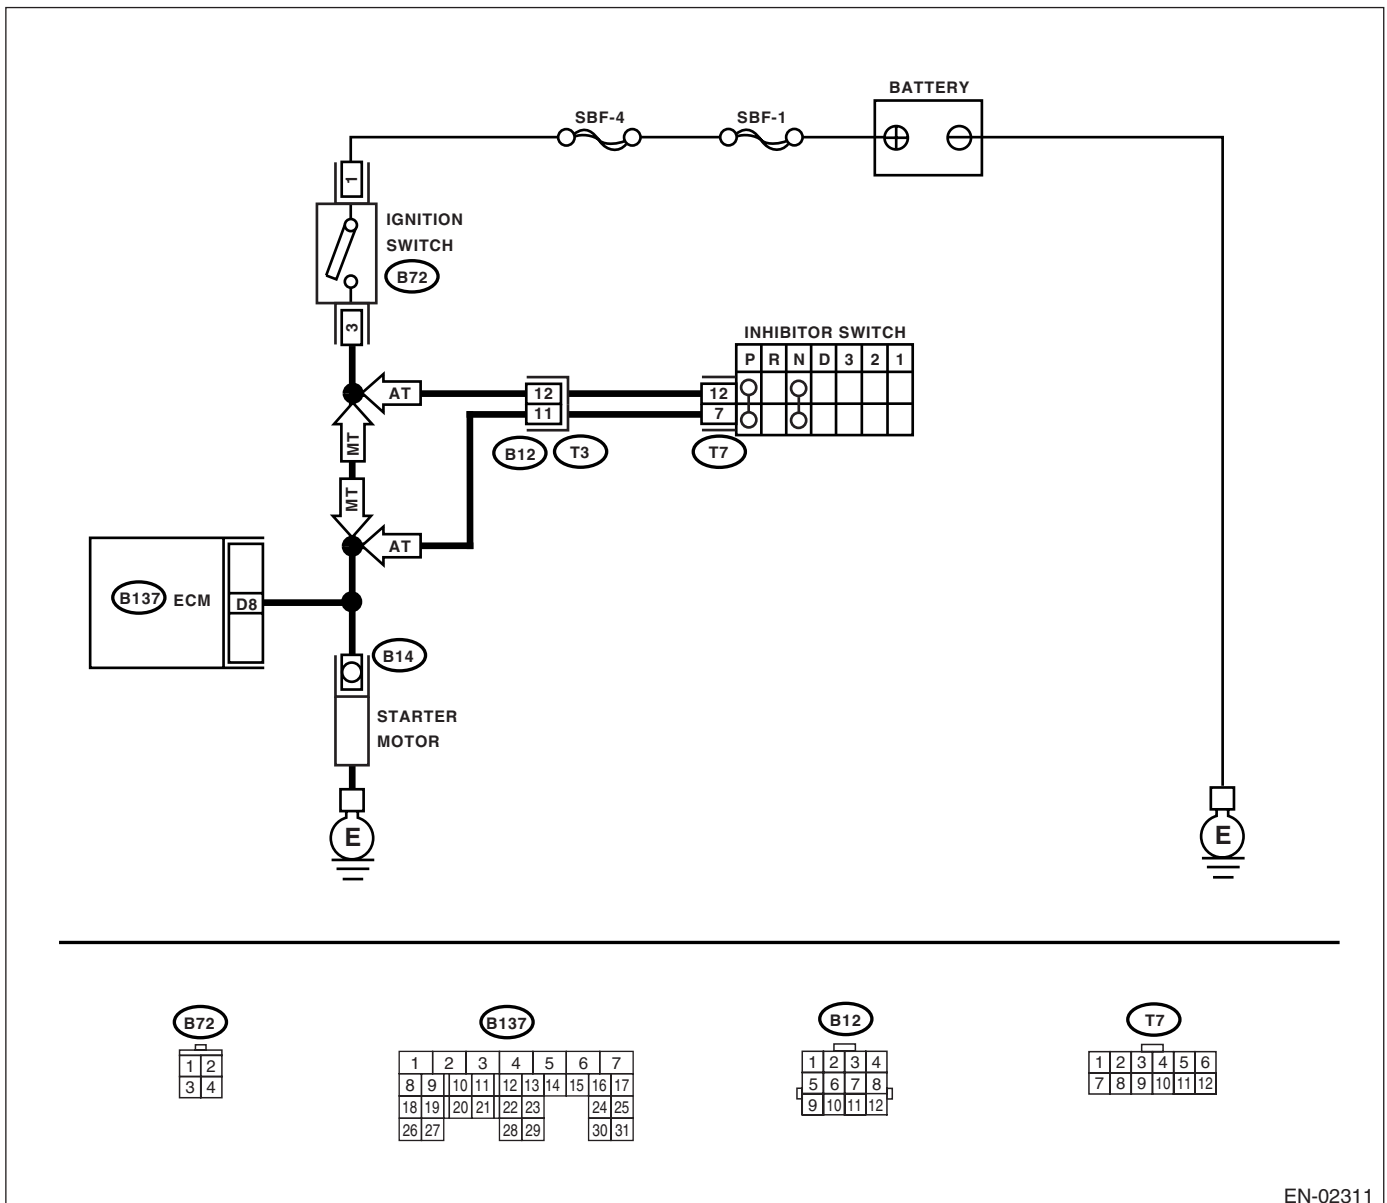 BATTERY
SBF-4
SBF-1
1
IGNITION
SWITCH
B72
3
INHIBITOR SWITCH
P R N D 3 2 1
AT
12
12
11
7
MT
B12
T3
T7
MT
AT
B137
ECM
D8
B14
STARTER
MOTOR
E
E
B72
B137
B12
T7
1 2
3 4
1 2 3 4 5 6 7
8 9 10 11 12 13 14 15 16 17
18 19 20 21 22 23 24 25
26 27 28 29 30 31
1 2 3 4
5 6 7 8
9 10 11 12
1 2 3 4 5 6
7 8 9 10 11 12
EN-02311